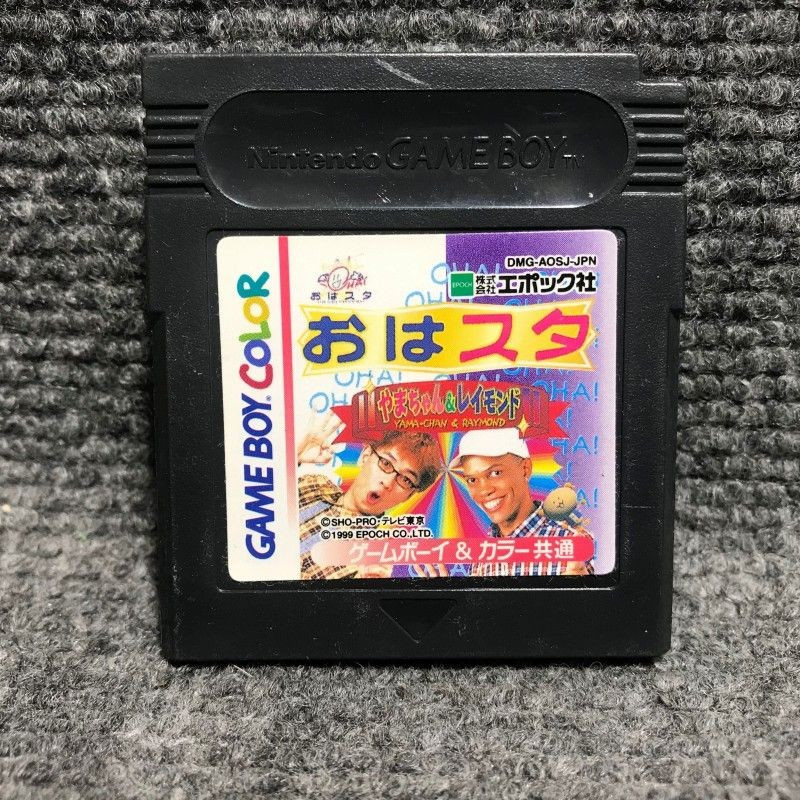 Nintendo GAME BOY TM
GAME BOY COLOR
DMG-AOSJ-JPN
OHA!
おはスタ
EPOCH 株式会社 エポック社
おはスタ
やまちゃん&レイモンド
YAMA-CHAN & RAYMOND
OHA!
OHA!
OHA!
©SHO-PRO・テレビ東京
©1999 EPOCH CO.,LTD.
ゲームボーイ & カラー共通